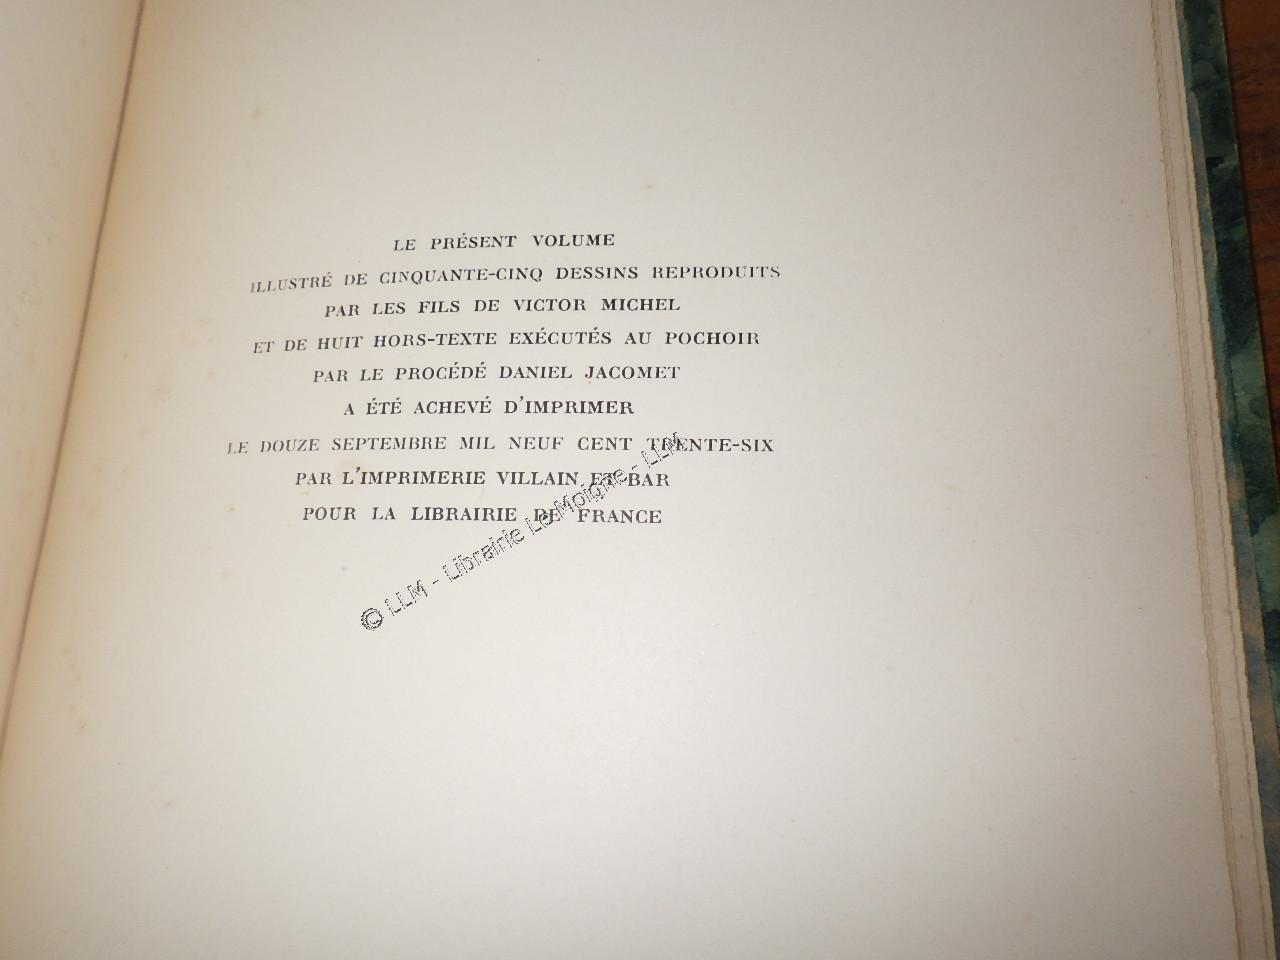 LE PRÉSENT VOLUME
ILLUSTRÉ DE CINQUANTE-CINQ DESSINS REPRODUITS
PAR LES FILS DE VICTOR MICHEL
ET DE HUIT HORS-TEXTE EXÉCUTÉS AU POCHOIR
PAR LE PROCÉDÉ DANIEL JACOMET
A ÉTÉ ACHEVÉ D'IMPRIMER
LE DOUZE SEPTEMBRE MIL NEUF CENT TRENTE-SIX
PAR L'IMPRIMERIE VILLAIN ET BAR
POUR LA LIBRAIRIE DE FRANCE
© LLM - Librairie Le Moigne - LLM